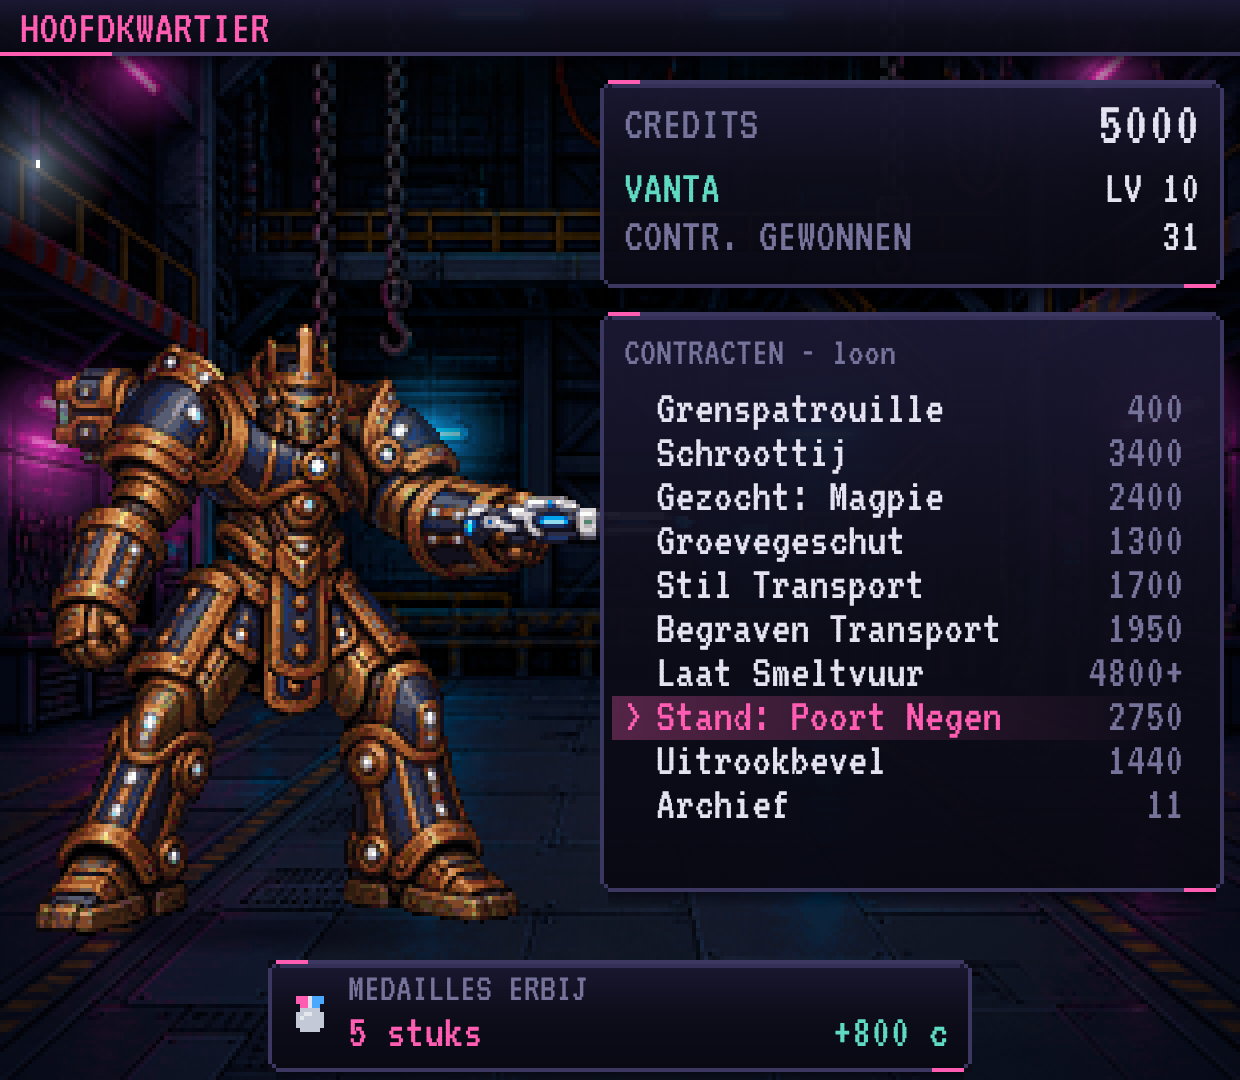 HOOFDKWARTIER
CREDITS 5000
VANTA LV 10
CONTR. GEWONNEN 31
CONTRACTEN - loon
Grenspatrouille 400
Schroottij 3400
Gezocht: Magpie 2400
Groevegeschut 1300
Stil Transport 1700
Begraven Transport 1950
Laat Smeltvuur 4800+
> Stand: Poort Negen 2750
Uitrookbevel 1440
Archief 11
MEDAILLES ERBIJ
5 stuks +800 c